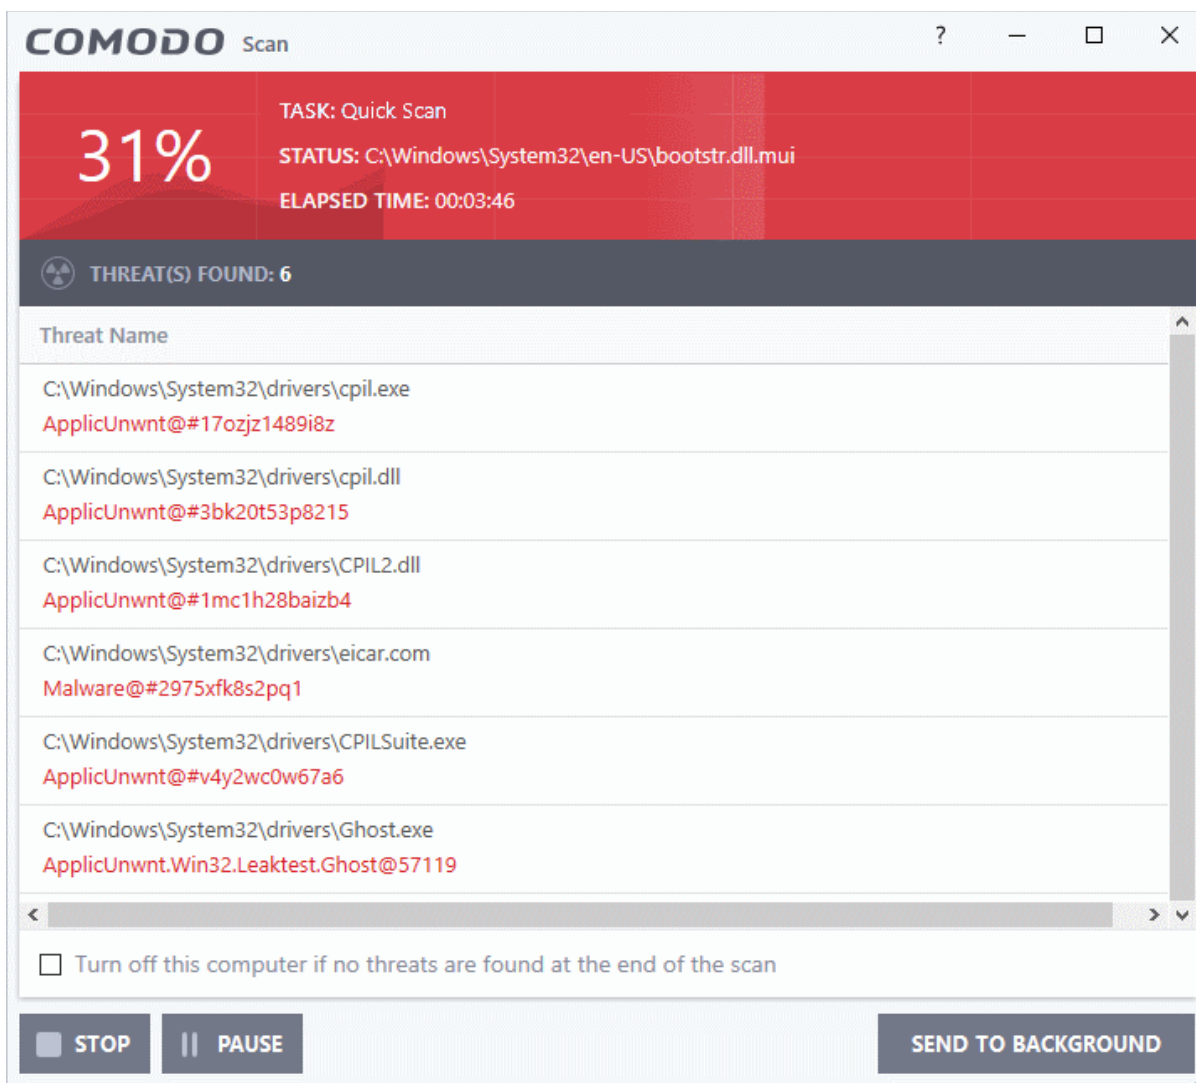 COMODO Scan ?
31%
TASK: Quick Scan
STATUS: C:\Windows\System32\en-US\bootstr.dll.mui
ELAPSED TIME: 00:03:46
THREAT(S) FOUND: 6
Threat Name
C:\Windows\System32\drivers\cpil.exe
ApplicUnwnt@#17ozjz1489i8z
C:\Windows\System32\drivers\cpil.dll
ApplicUnwnt@#3bk20t53p8215
C:\Windows\System32\drivers\CPIL2.dll
ApplicUnwnt@#1mc1h28baizb4
C:\Windows\System32\drivers\eicar.com
Malware@#2975xfk8s2pq1
C:\Windows\System32\drivers\CPILSuite.exe
ApplicUnwnt@#v4y2wc0w67a6
C:\Windows\System32\drivers\Ghost.exe
ApplicUnwnt.Win32.Leaktest.Ghost@57119
Turn off this computer if no threats are found at the end of the scan
STOP PAUSE SEND TO BACKGROUND